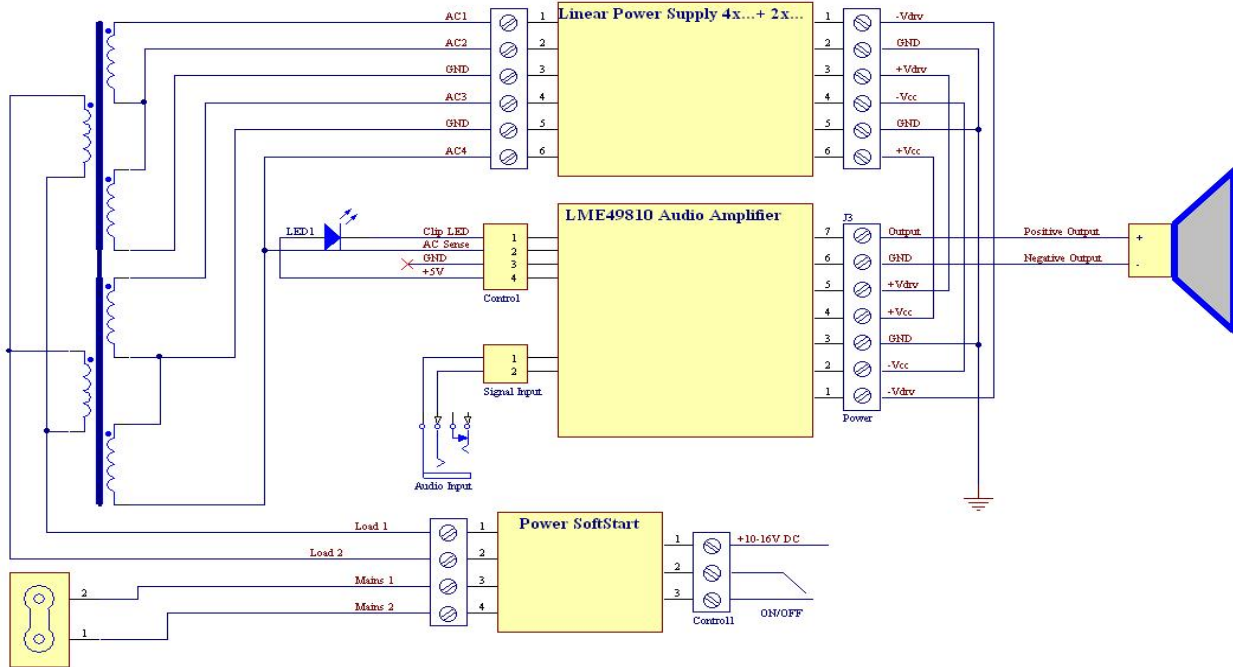 Linear Power Supply 4x...+ 2x...
AC1
AC2
GND
AC3
GND
AC4
1
2
3
4
5
6
1
2
3
4
5
6
-Vdrv
GND
+Vdrv
-Vcc
GND
+Vcc
LME49810 Audio Amplifier
LED1
Clip LED
AC Sense
GND
+5V
1
2
3
4
Control
1
2
Signal Input
Audio Input
J3
7
6
5
4
3
2
1
Output
GND
+Vdrv
+Vcc
GND
-Vcc
-Vdrv
Power
Positive Output
Negative Output
+
-
Power SoftStart
Load 1
Load 2
Mains 1
Mains 2
1
2
3
4
1
2
3
+10-16V DC
ON/OFF
Control1
2
1